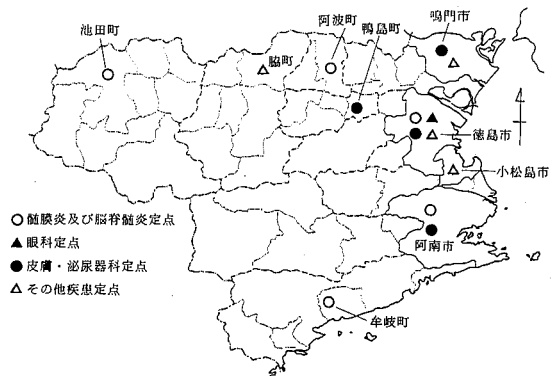 鳴門市
阿波町
鴨島町
池田町
脇町
徳島市
小松島市
○ 髄膜炎及び脳脊髄炎定点
▲ 眼科定点
● 皮膚・泌尿器科定点
△ その他疾患定点
阿南市
牟岐町